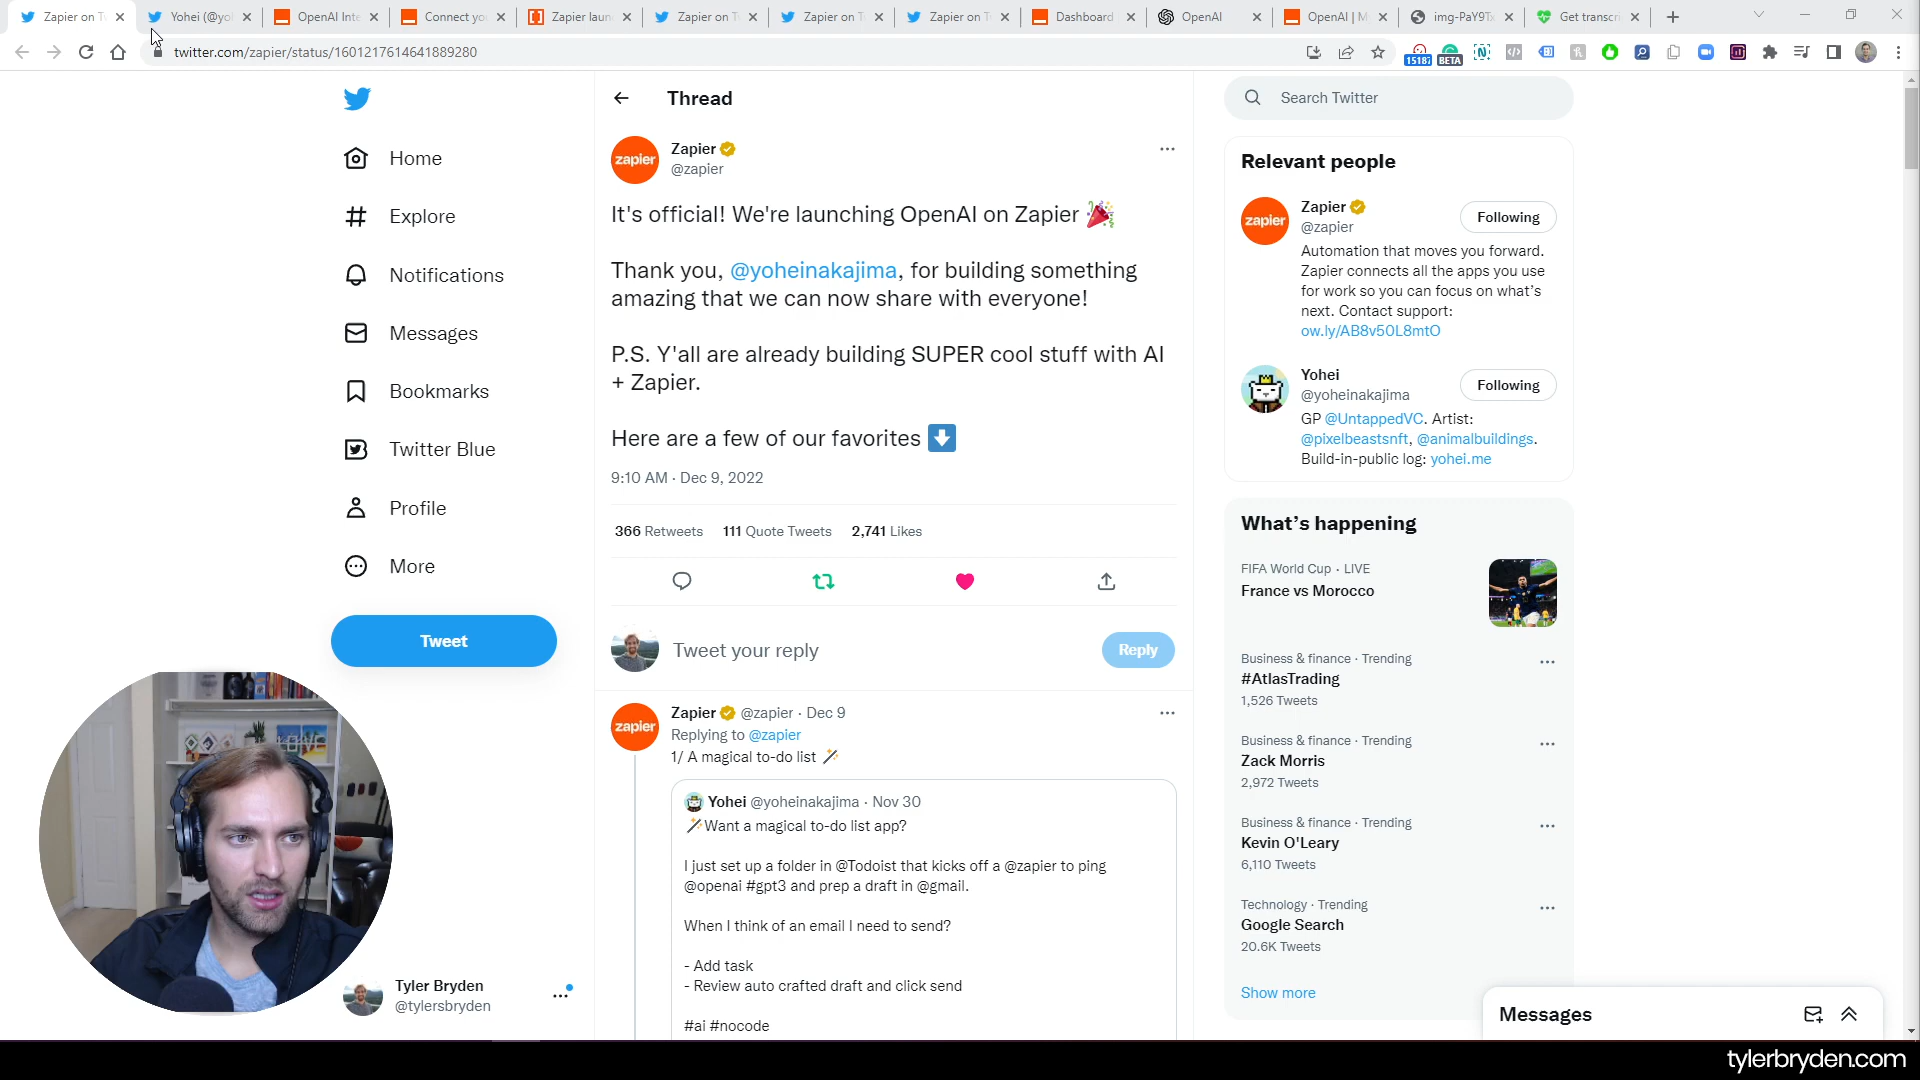 Zapier on T
Yohei (@yo
OpenAI Inte
Connect yo
Zapier laun
Zapier on T
Zapier on T
Zapier on T
Dashboard
OpenAI
OpenAI | M
img-PaY9T
Get transcr
twitter.com/zapier/status/1601217614641889280
15187
BETA
Home
Explore
Notifications
Messages
Bookmarks
Twitter Blue
Profile
More
Tweet
Tyler Bryden
@tylersbryden
Thread
zapier
Zapier
@zapier
It's official! We're launching OpenAI on Zapier 🎉
Thank you, @yoheinakajima, for building something
amazing that we can now share with everyone!
P.S. Y'all are already building SUPER cool stuff with AI
+ Zapier.
Here are a few of our favorites ⬇️
9:10 AM · Dec 9, 2022
366 Retweets 111 Quote Tweets 2,741 Likes
Tweet your reply
Reply
zapier
Zapier @zapier · Dec 9
Replying to @zapier
1/ A magical to-do list 🪄
Yohei @yoheinakajima · Nov 30
🪄Want a magical to-do list app?
I just set up a folder in @Todoist that kicks off a @zapier to ping
@openai #gpt3 and prep a draft in @gmail.
When I think of an email I need to send?
- Add task
- Review auto crafted draft and click send
#ai #nocode
Search Twitter
Relevant people
zapier
Zapier
@zapier
Following
Automation that moves you forward.
Zapier connects all the apps you use
for work so you can focus on what's
next. Contact support:
ow.ly/AB8v50L8mtO
Yohei
@yoheinakajima
Following
GP @UntappedVC. Artist:
@pixelbeastsnft, @animalbuildings.
Build-in-public log: yohei.me
What's happening
FIFA World Cup · LIVE
France vs Morocco
Business & finance · Trending
#AtlasTrading
1,526 Tweets
Business & finance · Trending
Zack Morris
2,972 Tweets
Business & finance · Trending
Kevin O'Leary
6,110 Tweets
Technology · Trending
Google Search
20.6K Tweets
Show more
Messages
tylerbryden.com